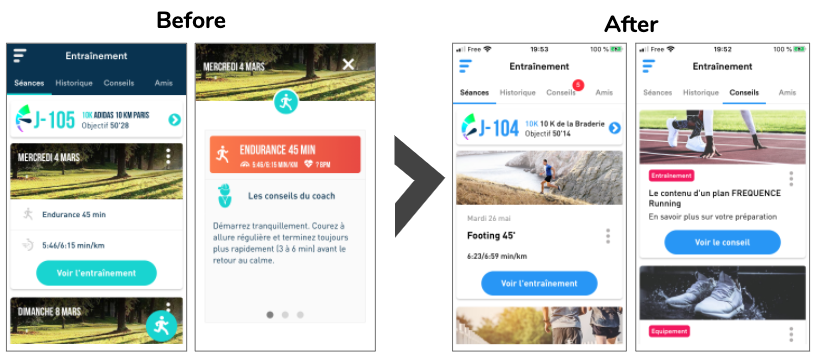 Before
After
Entraînement
Séances Historique Conseils Amis
J-105
10K ADIDAS 10 KM PARIS
Objectif 50'28
MERCREDI 4 MARS
Endurance 45 min
5:46/6:15 min/km
Voir l'entraînement
DIMANCHE 8 MARS
MERCREDI 4 MARS
ENDURANCE 45 MIN
5:46/6:15 MIN/KM ? BPM
Les conseils du coach
Démarrez tranquillement. Courez à
allure régulière et terminez toujours
plus rapidement (3 à 6 min) avant le
retour au calme.
Free 19:53 100 %
Entraînement
Séances Historique Conseils 5 Amis
J-104
10K 10 K de la Braderie
Objectif 50'14
Mardi 26 mai
Footing 45'
6:23/6:59 min/km
Voir l'entraînement
Free 19:52 100 %
Entraînement
Séances Historique Conseils Amis
Entraînement
Le contenu d'un plan FREQUENCE
Running
En savoir plus sur votre préparation
Voir le conseil
Equipement